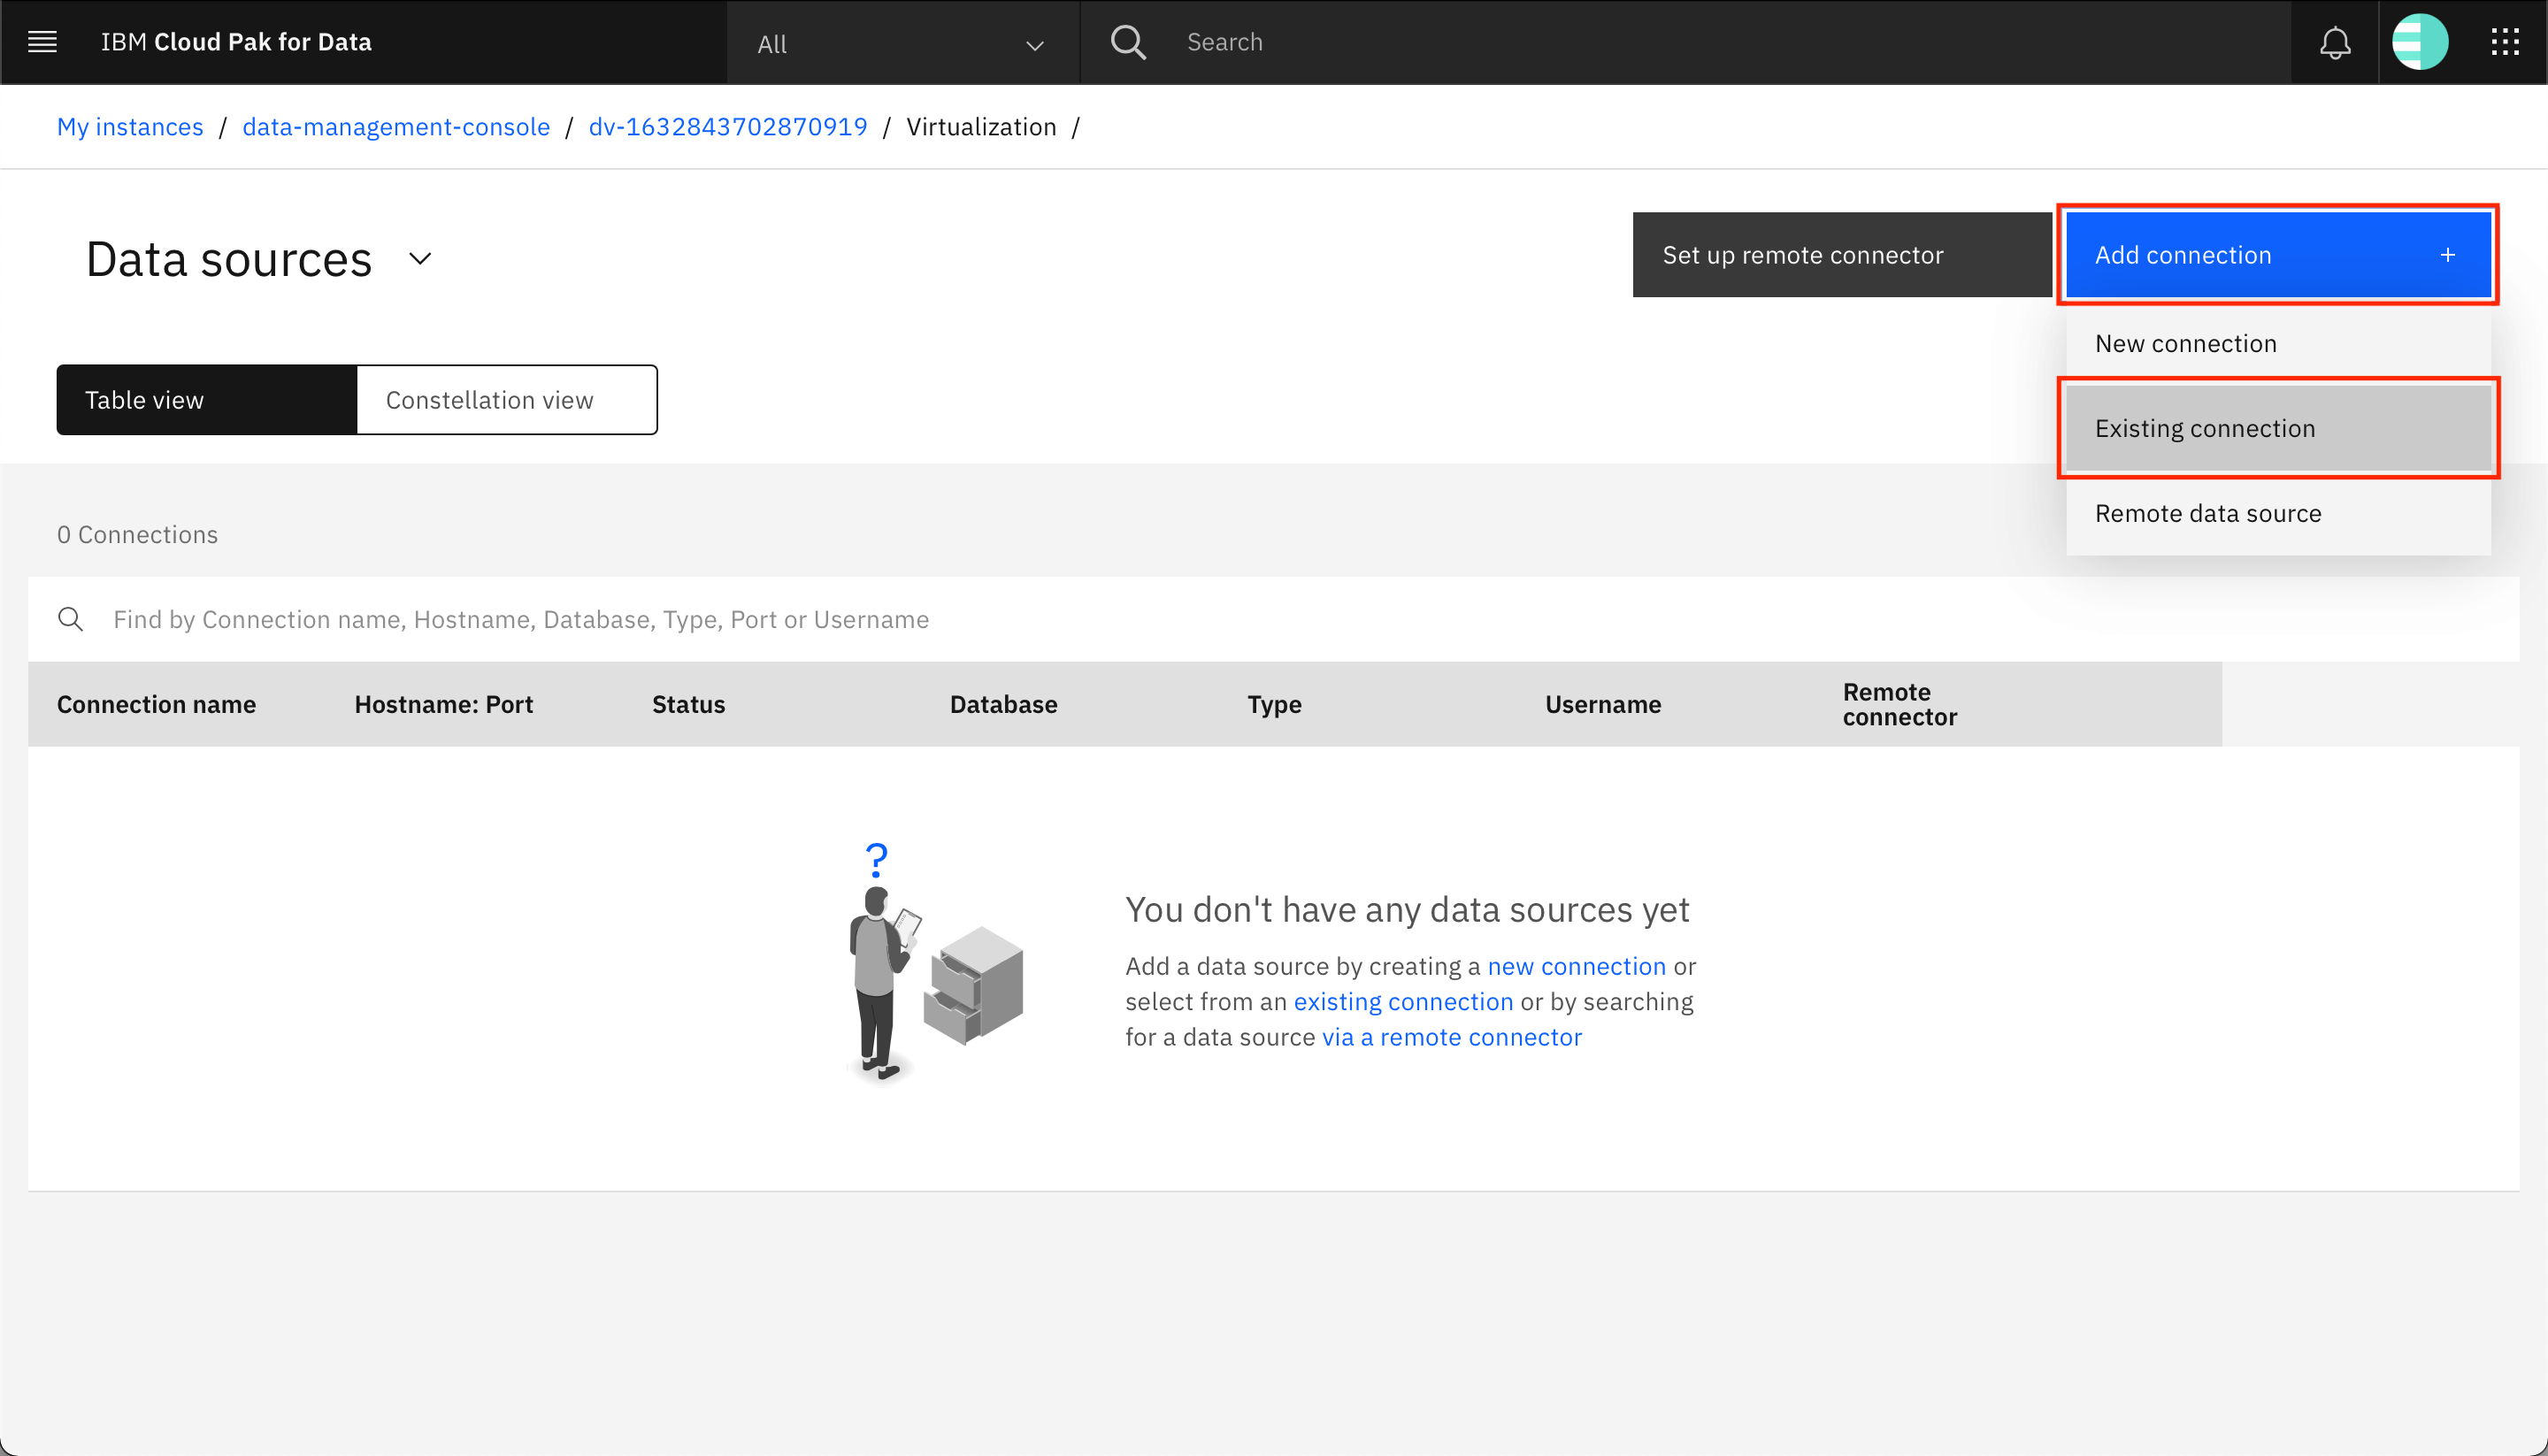 IBM Cloud Pak for Data
All
Search
My instances / data-management-console / dv-1632843702870919 / Virtualization /
Data sources
Set up remote connector
Add connection +
New connection
Existing connection
Remote data source
Table view
Constellation view
0 Connections
Find by Connection name, Hostname, Database, Type, Port or Username
Connection name
Hostname: Port
Status
Database
Type
Username
Remote
connector
?
You don't have any data sources yet
Add a data source by creating a new connection or
select from an existing connection or by searching
for a data source via a remote connector